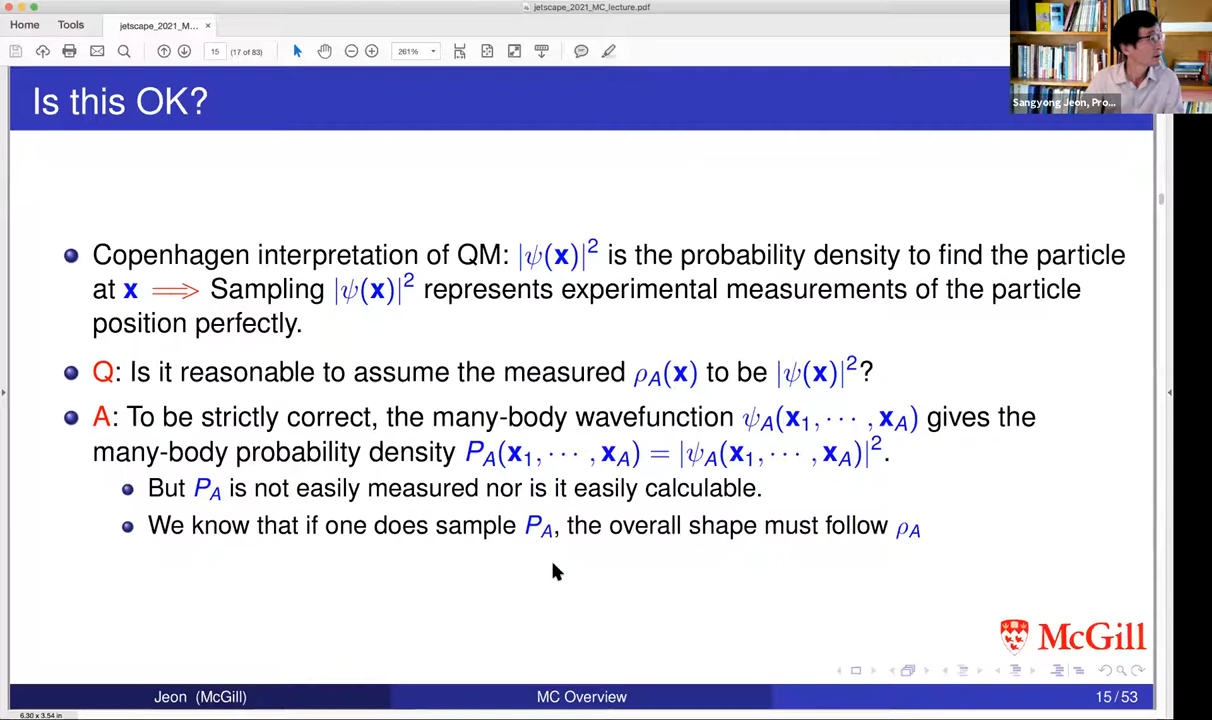 jetscape_2021_MC_lecture.pdf
Home Tools jetscape_2021_M... ×
15 (17 of 83) 261%
Is this OK?
Sangyong Jeon, Pro...
Copenhagen interpretation of QM: |ψ(x)|² is the probability density to find the particle
at x ⟹ Sampling |ψ(x)|² represents experimental measurements of the particle
position perfectly.
Q: Is it reasonable to assume the measured ρ_A(x) to be |ψ(x)|²?
A: To be strictly correct, the many-body wavefunction ψ_A(x₁, ··· , x_A) gives the
many-body probability density P_A(x₁, ··· , x_A) = |ψ_A(x₁, ··· , x_A)|².
But P_A is not easily measured nor is it easily calculable.
We know that if one does sample P_A, the overall shape must follow ρ_A
McGill
Jeon (McGill) MC Overview 15 / 53
6.30 x 3.54 in